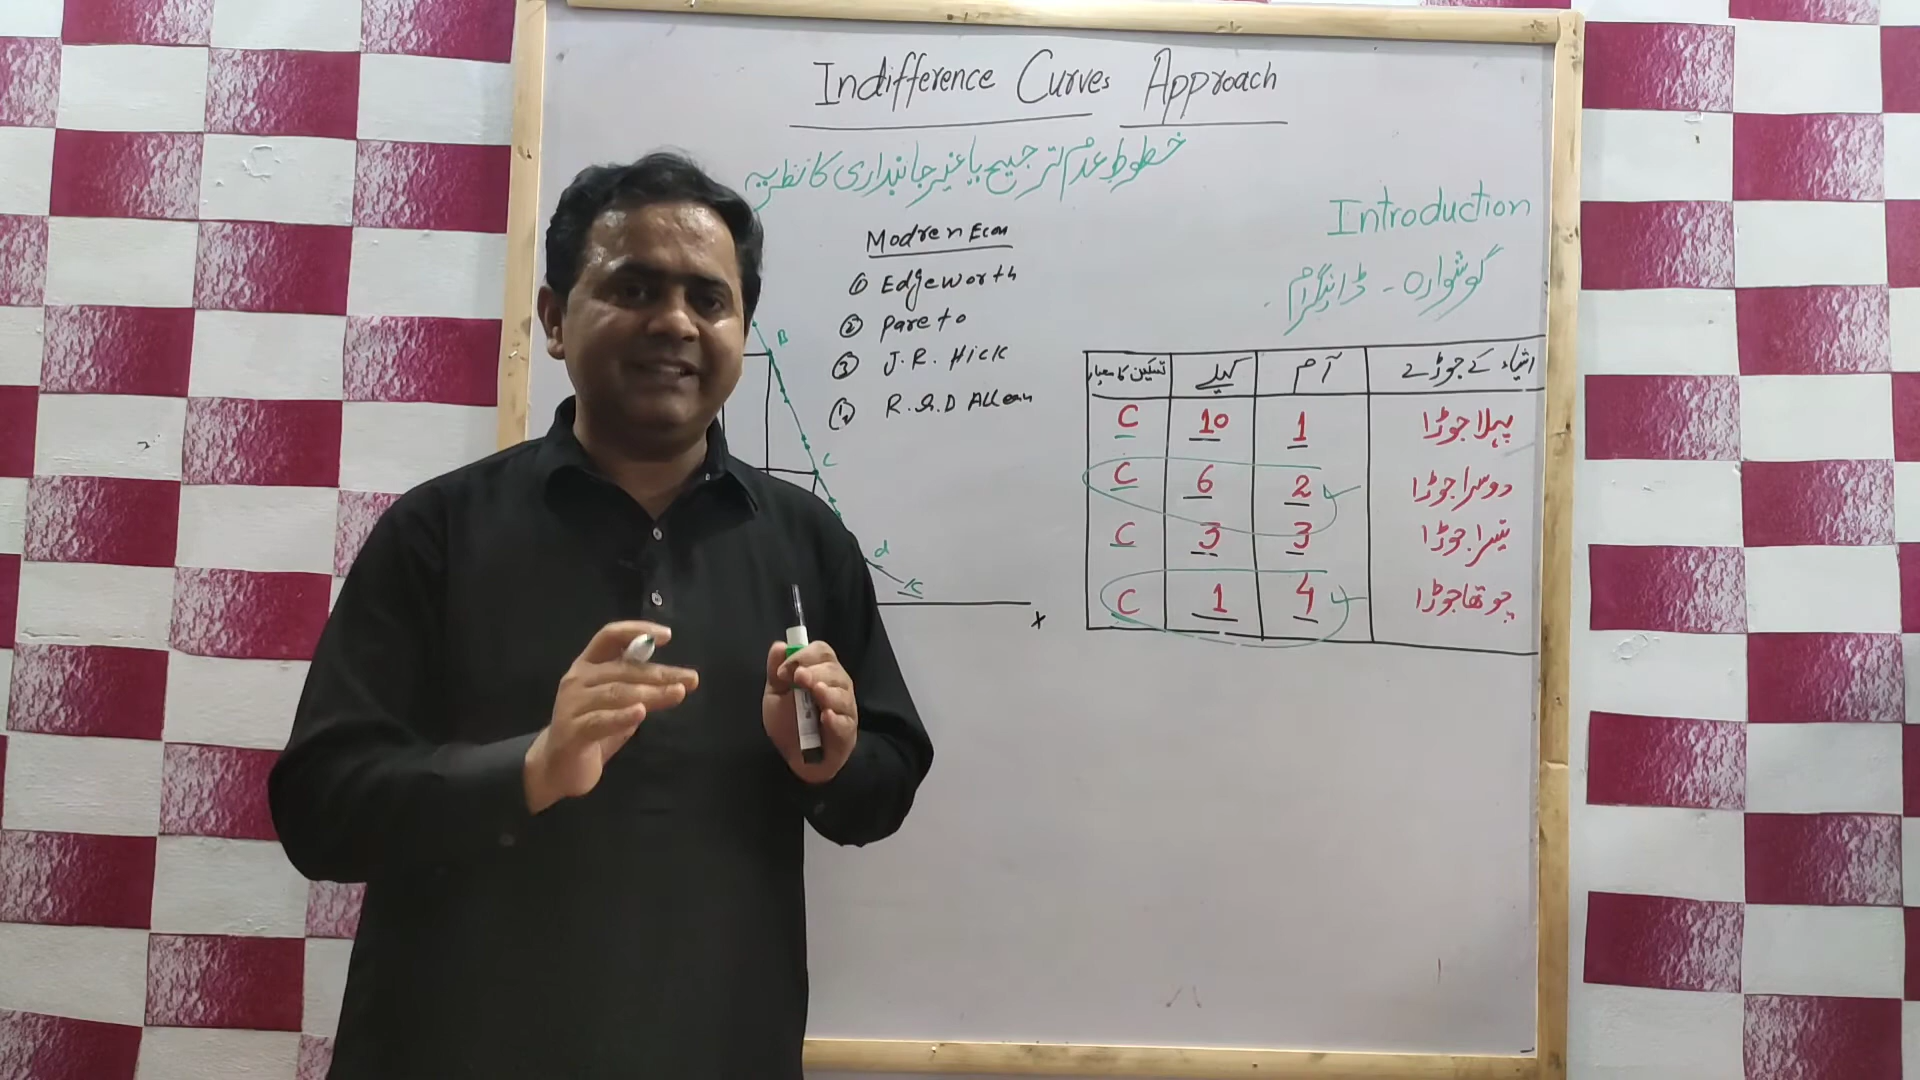 Indifference Curves Approach
خطوطِ عدم ترجیح یا غیر جانبداری کا نظریہ
Introduction
گوشوارہ - ڈائیگرام
Modren Econ
① Edgeworth
② Pareto
③ J.R. Hick
④ R.G.D Allean
B
C
d
IC
X
اشیاء کے جوڑے آم کیلے تسکین کا معیار
پہلا جوڑا 1 10 C
دوسرا جوڑا 2 6 C
تیسرا جوڑا 3 3 C
چوتھا جوڑا 4 1 C